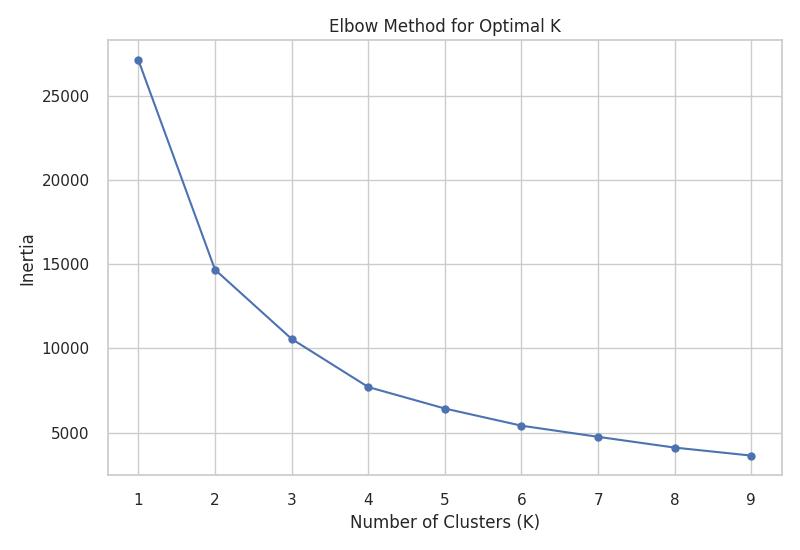 Elbow Method for Optimal K
25000
20000
15000
10000
5000
Inertia
1 2 3 4 5 6 7 8 9
Number of Clusters (K)